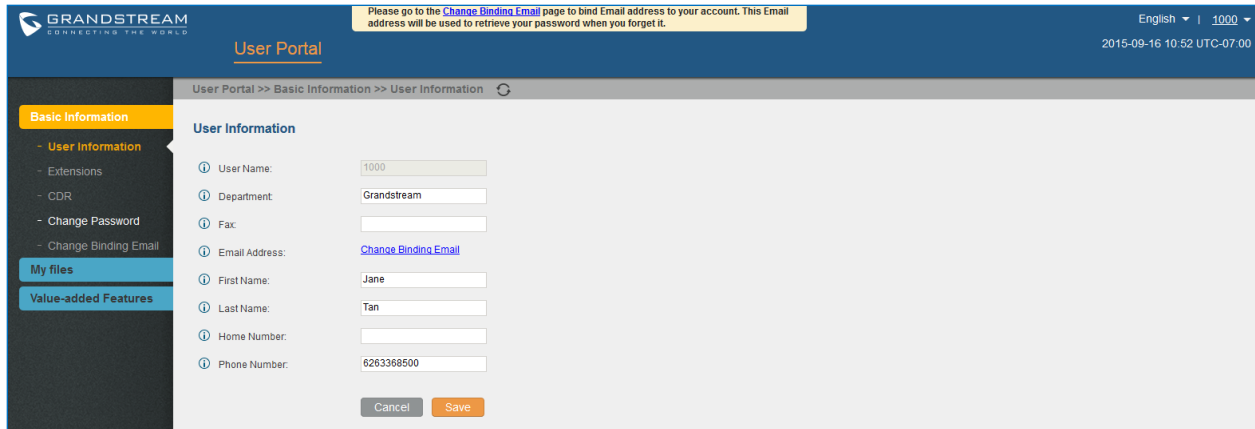 GRANDSTREAM
CONNECTING THE WORLD
Please go to the Change Binding Email page to bind Email address to your account. This Email
address will be used to retrieve your password when you forget it.
English | 1000
User Portal
2015-09-16 10:52 UTC-07:00
User Portal >> Basic Information >> User Information
Basic Information
- User Information
- Extensions
- CDR
- Change Password
- Change Binding Email
My files
Value-added Features
User Information
User Name: 1000
Department: Grandstream
Fax:
Email Address: Change Binding Email
First Name: Jane
Last Name: Tan
Home Number:
Phone Number: 6263368500
Cancel Save